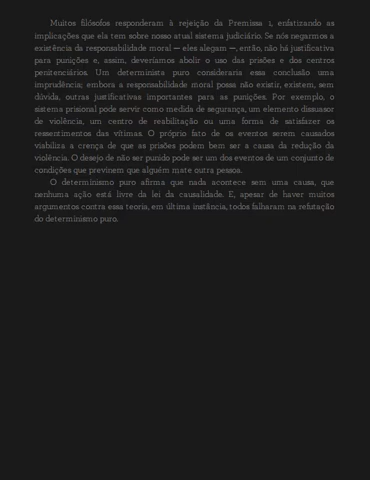 Muitos filósofos responderam à rejeição da Premissa 1, enfatizando as
implicações que ela tem sobre nosso atual sistema judiciário. Se nós negarmos a
existência da responsabilidade moral — eles alegam —, então, não há justificativa
para punições e, assim, deveríamos abolir o uso das prisões e dos centros
penitenciários. Um determinista puro consideraria essa conclusão uma
imprudência; embora a responsabilidade moral possa não existir, existem, sem
dúvida, outras justificativas importantes para as punições. Por exemplo, o
sistema prisional pode servir como medida de segurança, um elemento dissuasor
de violência, um centro de reabilitação ou uma forma de satisfazer os
ressentimentos das vítimas. O próprio fato de os eventos serem causados
viabiliza a crença de que as prisões podem bem ser a causa da redução da
violência. O desejo de não ser punido pode ser um dos eventos de um conjunto de
condições que previnem que alguém mate outra pessoa.
O determinismo puro afirma que nada acontece sem uma causa, que
nenhuma ação está livre da lei da causalidade. E, apesar de haver muitos
argumentos contra essa teoria, em última instância, todos falharam na refutação
do determinismo puro.